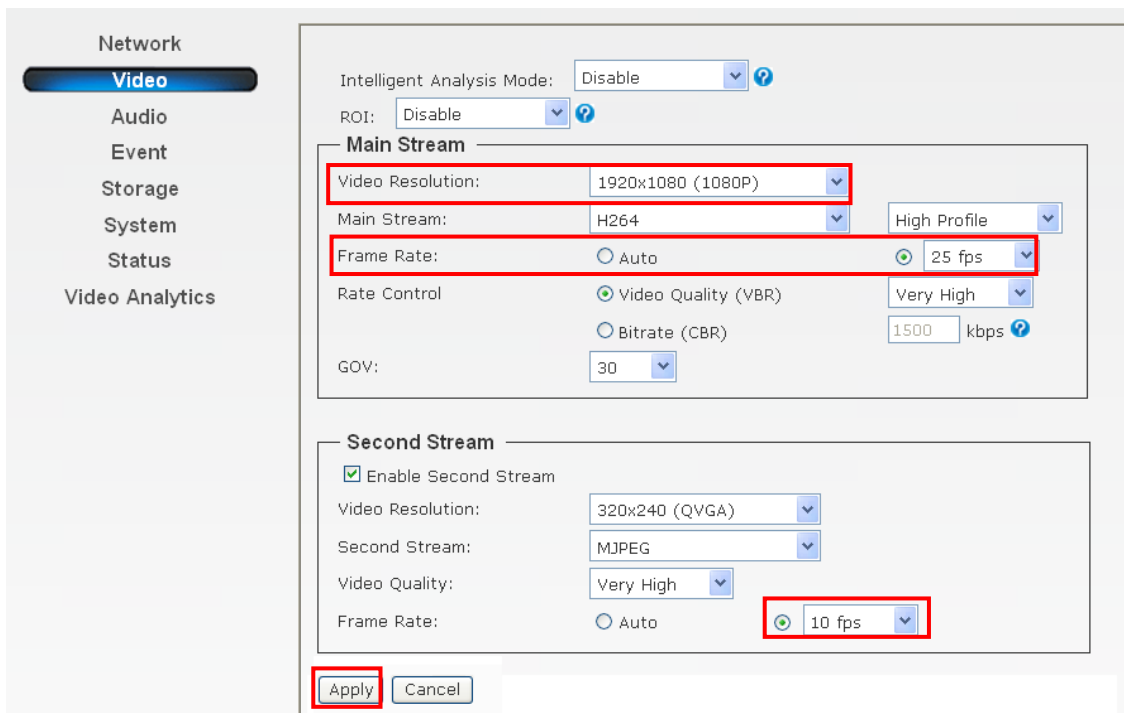 Network
Video
Audio
Event
Storage
System
Status
Video Analytics
Intelligent Analysis Mode: Disable
ROI: Disable
Main Stream
Video Resolution: 1920x1080 (1080P)
Main Stream: H264 High Profile
Frame Rate: Auto 25 fps
Rate Control Video Quality (VBR) Very High
Bitrate (CBR) 1500 kbps
GOV: 30
Second Stream
Enable Second Stream
Video Resolution: 320x240 (QVGA)
Second Stream: MJPEG
Video Quality: Very High
Frame Rate: Auto 10 fps
Apply Cancel